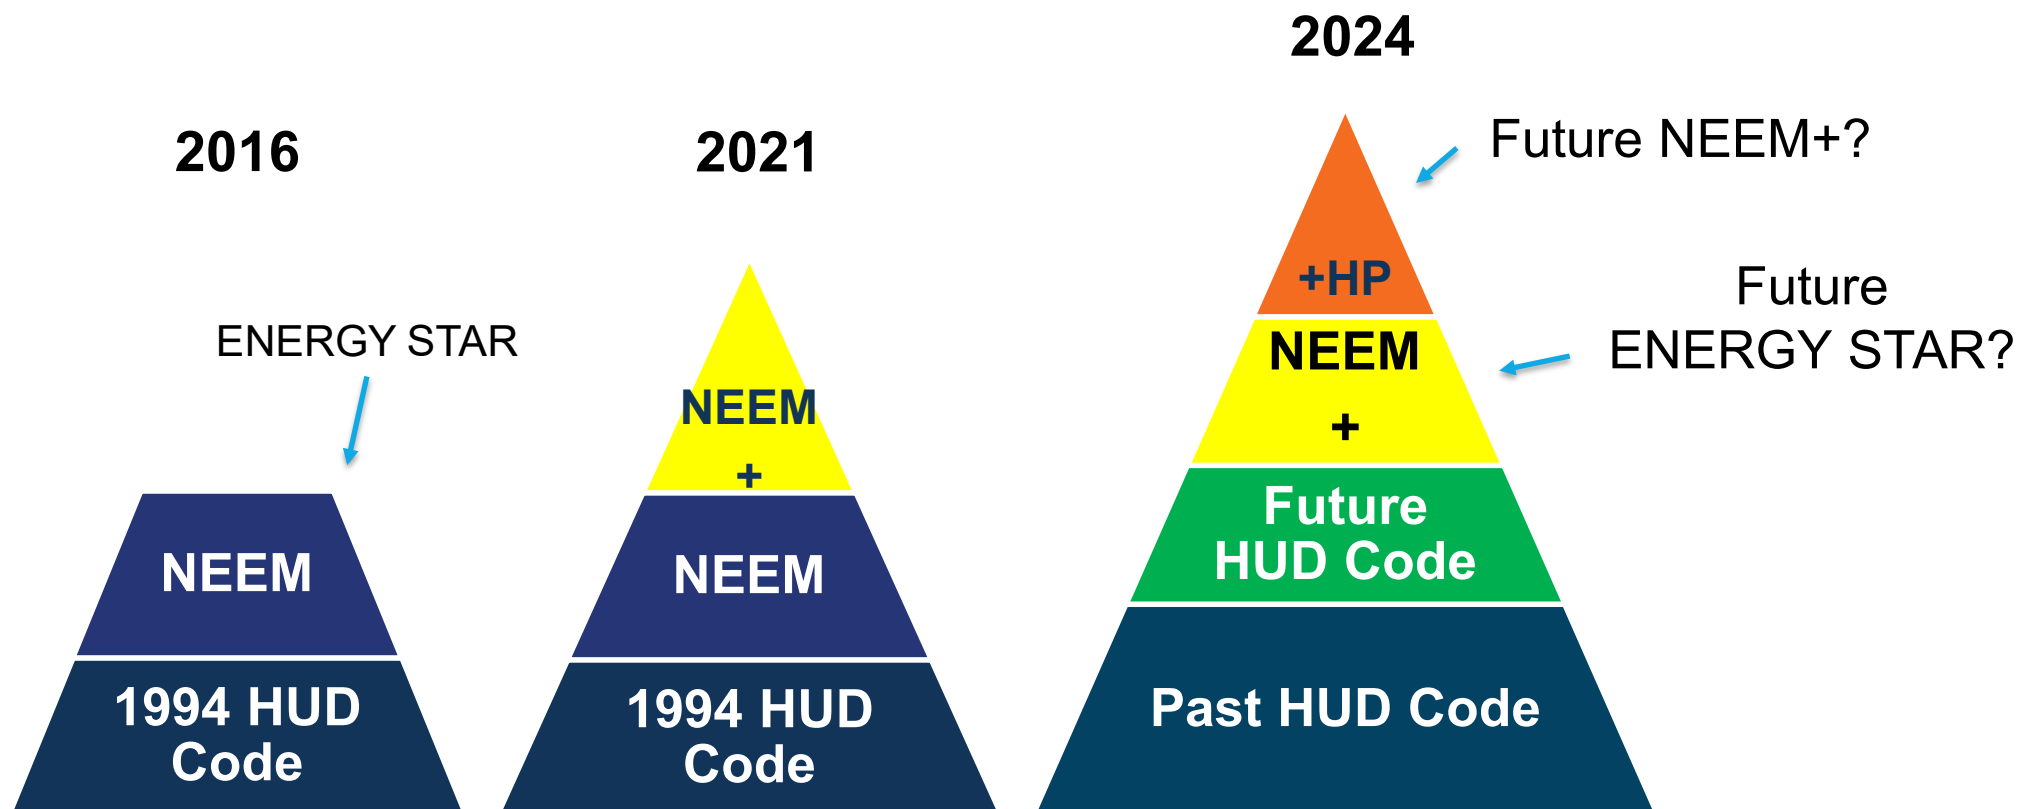 2016
ENERGY STAR
NEEM
1994 HUD
Code
2021
NEEM
+
NEEM
1994 HUD
Code
2024
Future NEEM+?
+HP
Future
ENERGY STAR?
NEEM
+
Future
HUD Code
Past HUD Code